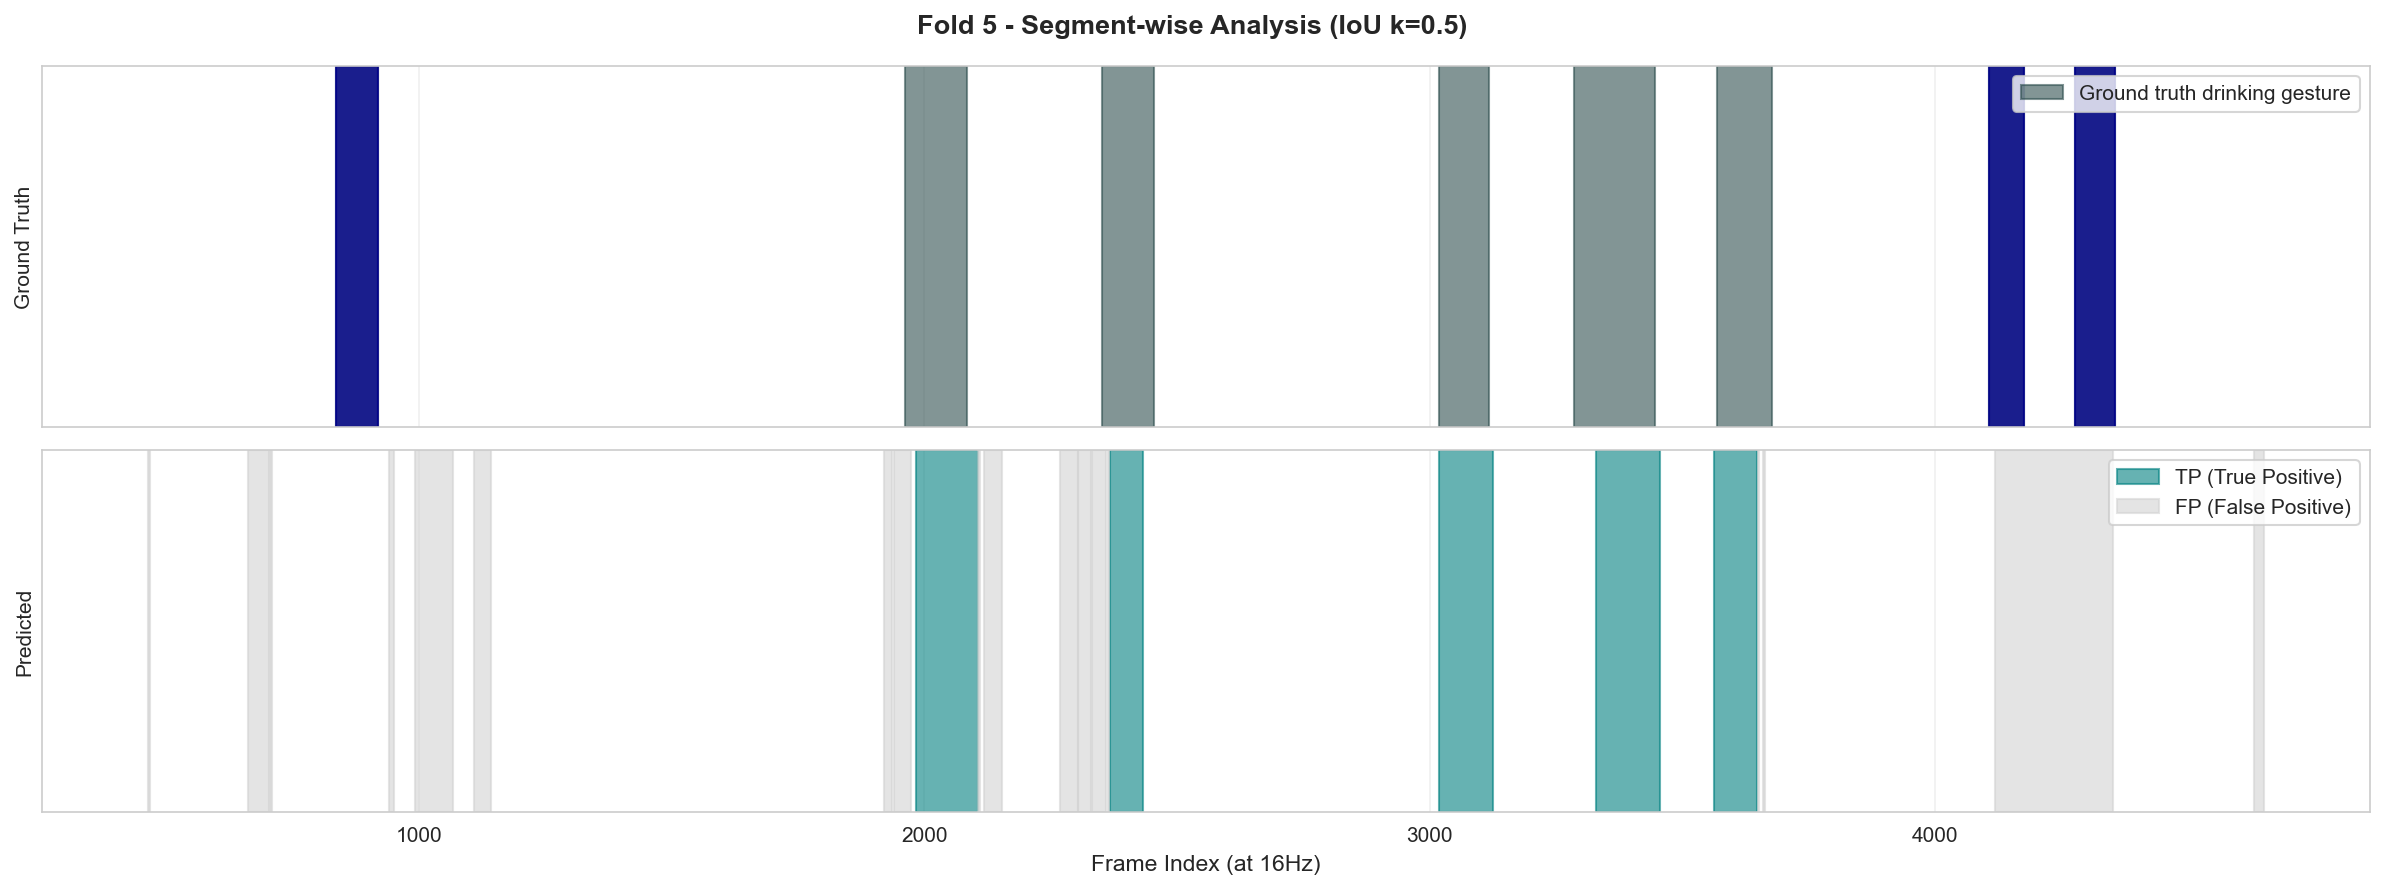 Fold 5 - Segment-wise Analysis (IoU k=0.5)
Ground Truth
Ground truth drinking gesture
Predicted
TP (True Positive)
FP (False Positive)
1000 2000 3000 4000
Frame Index (at 16Hz)